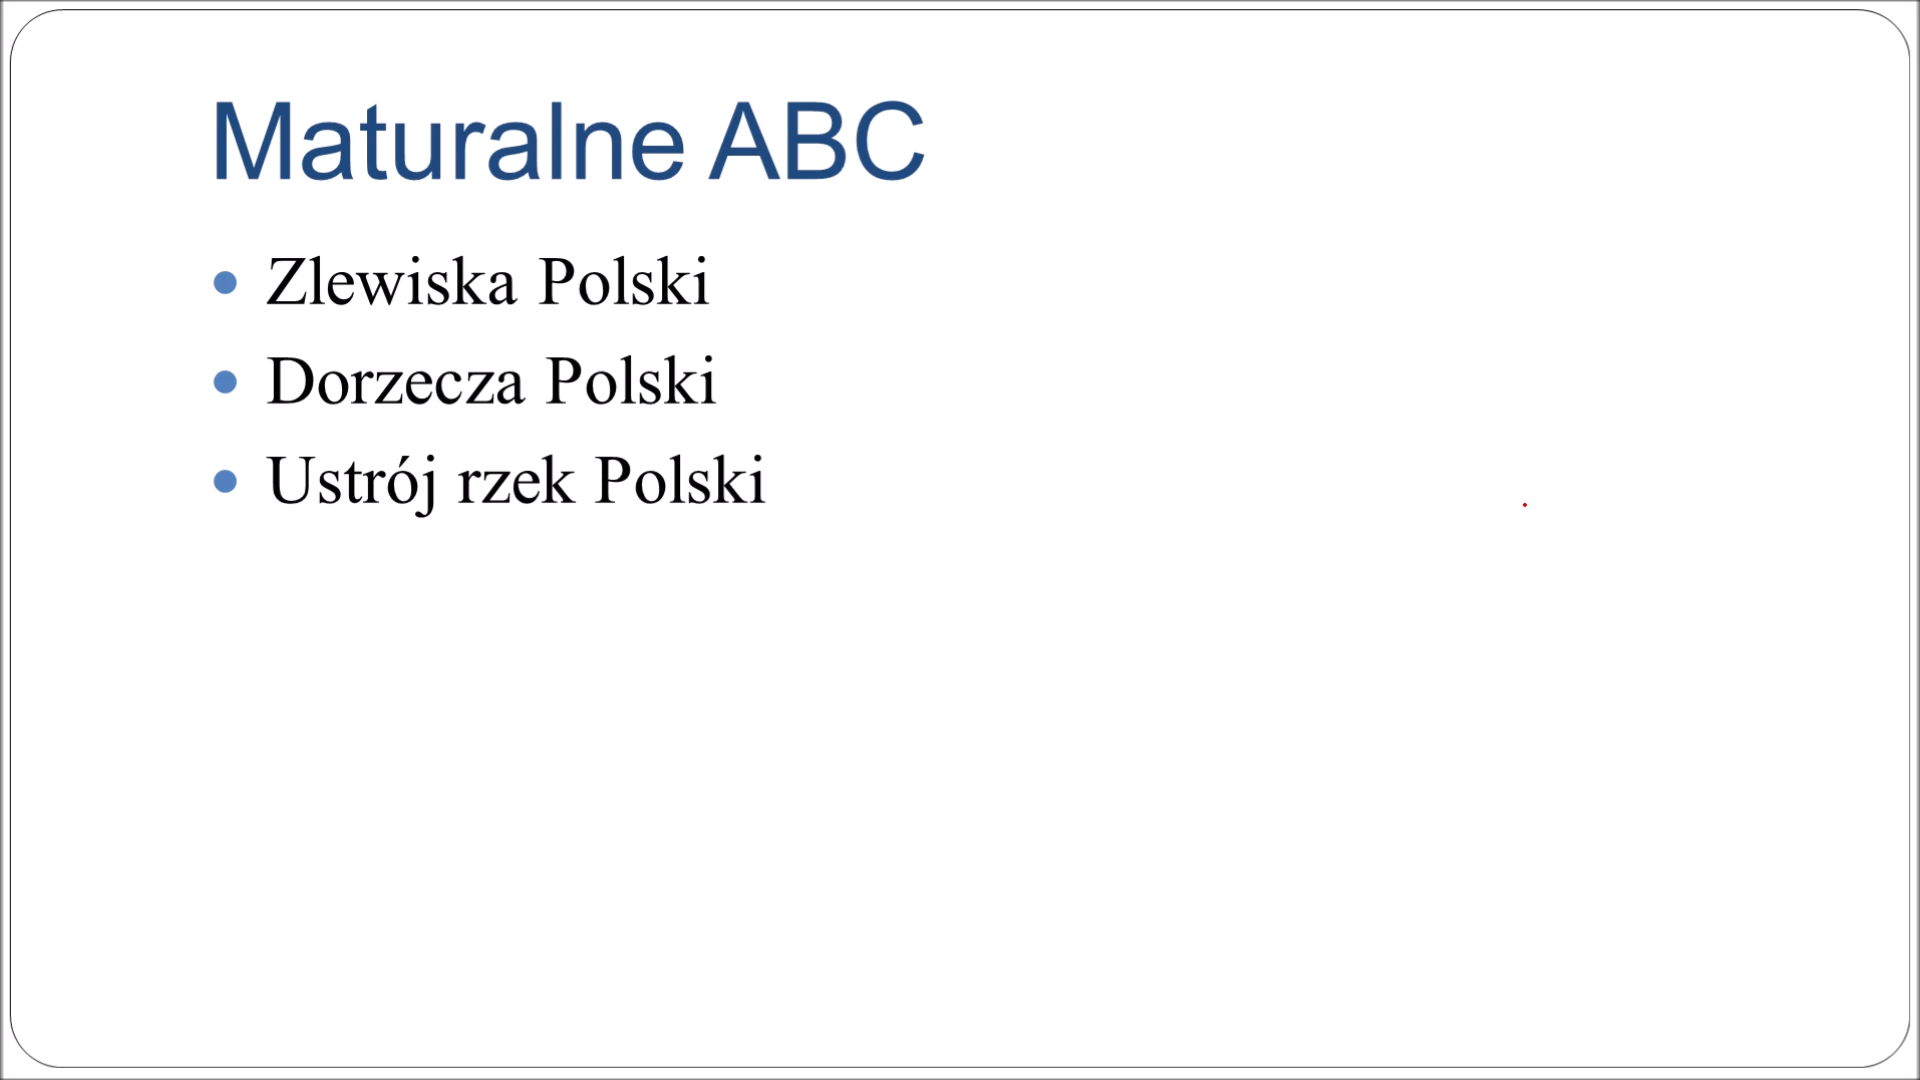 Maturalne ABC
Zlewiska Polski
Dorzecza Polski
Ustrój rzek Polski